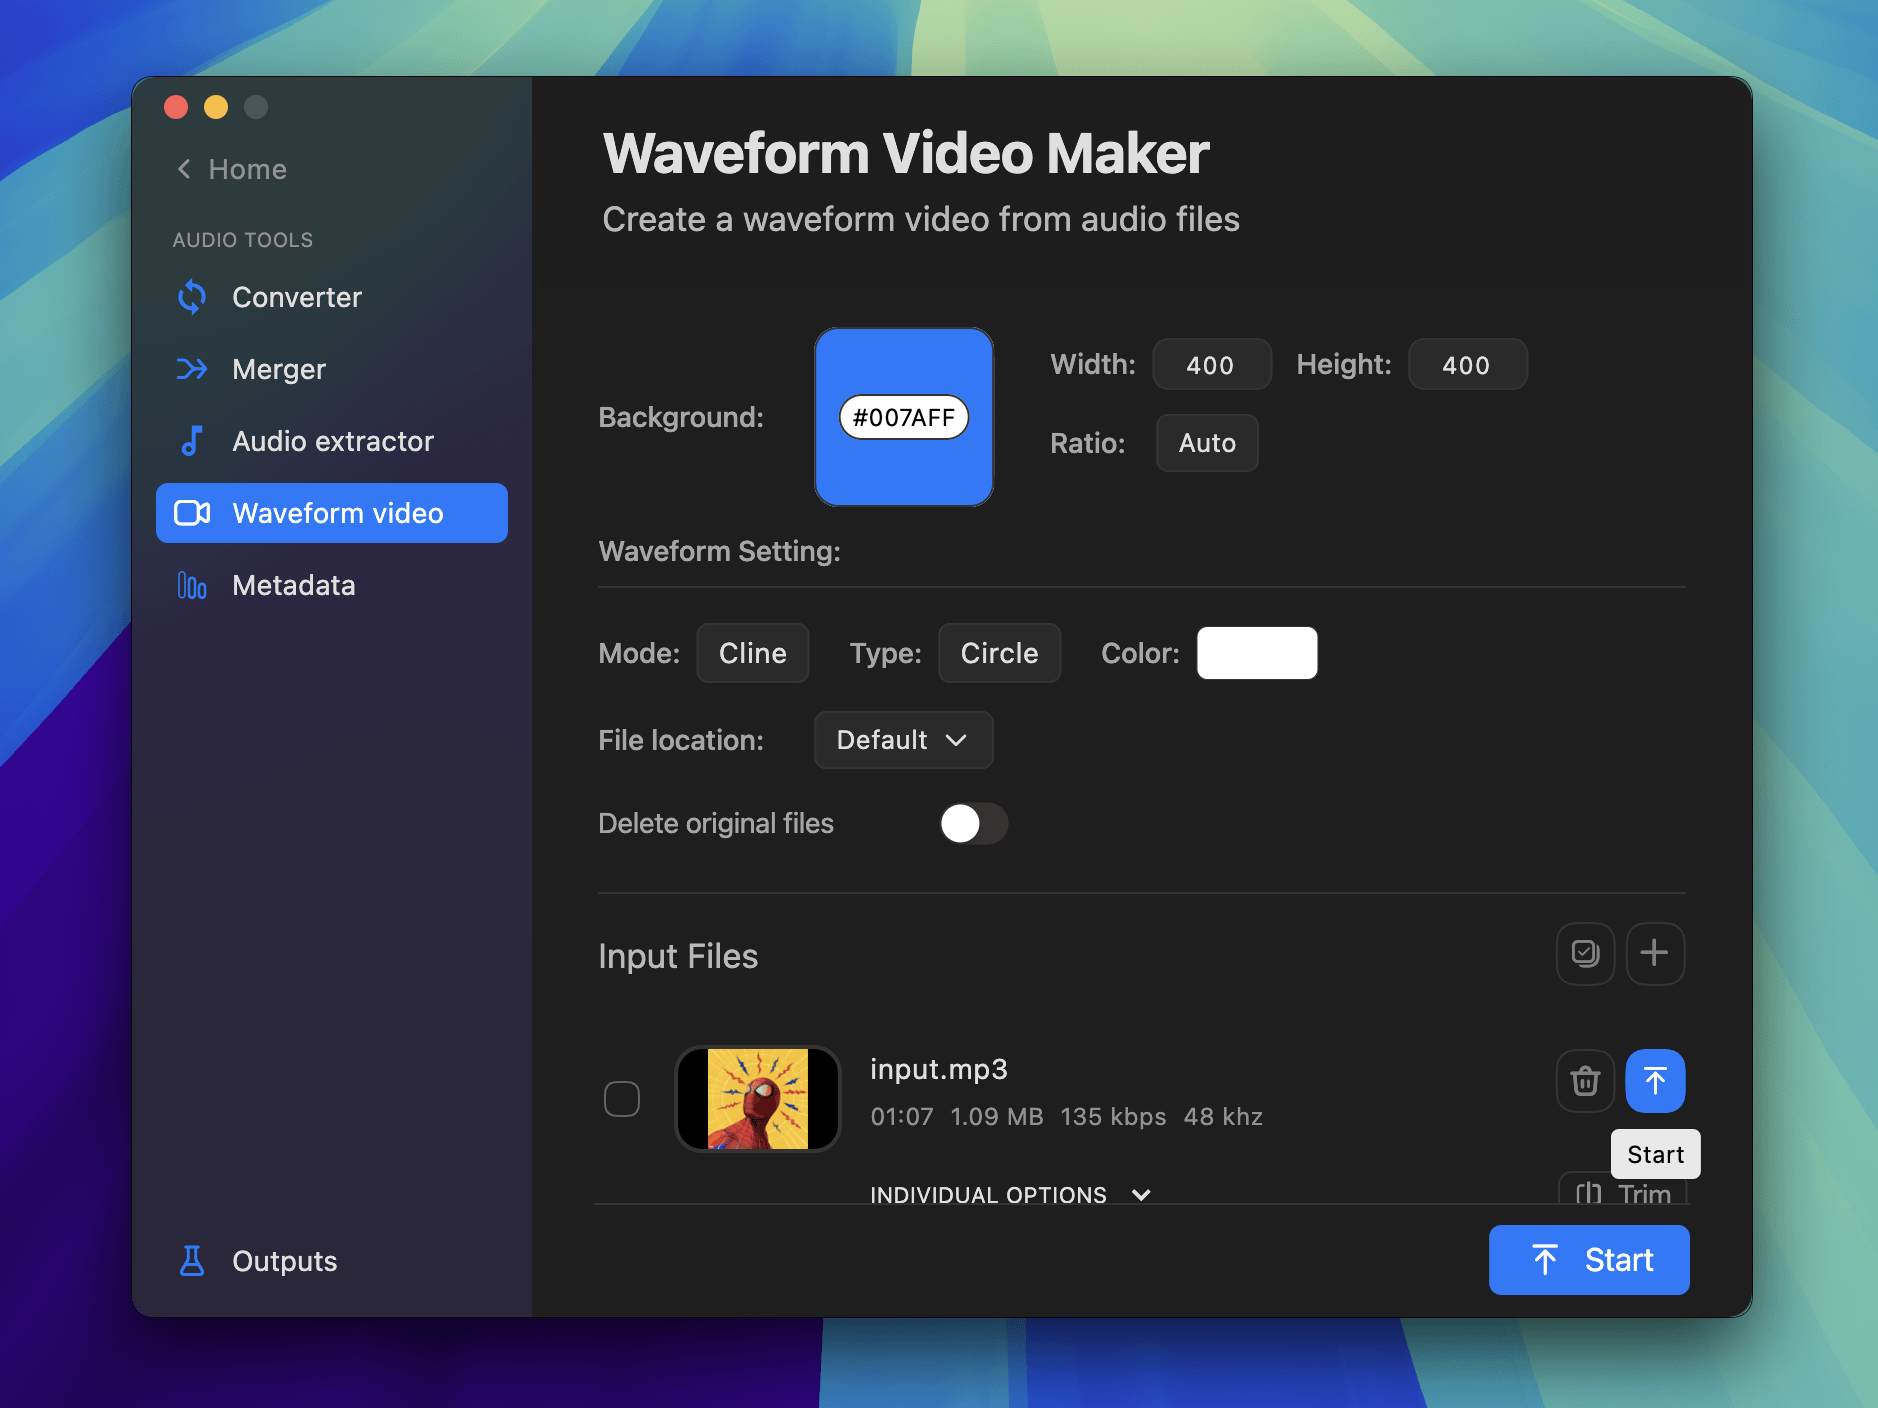 Home
AUDIO TOOLS
Converter
Merger
Audio extractor
Waveform video
Metadata
Outputs
Waveform Video Maker
Create a waveform video from audio files
Background:
#007AFF
Width: 400 Height: 400
Ratio: Auto
Waveform Setting:
Mode: Cline Type: Circle Color:
File location: Default
Delete original files
Input Files
input.mp3
01:07 1.09 MB 135 kbps 48 khz
Start
INDIVIDUAL OPTIONS
Trim
Start